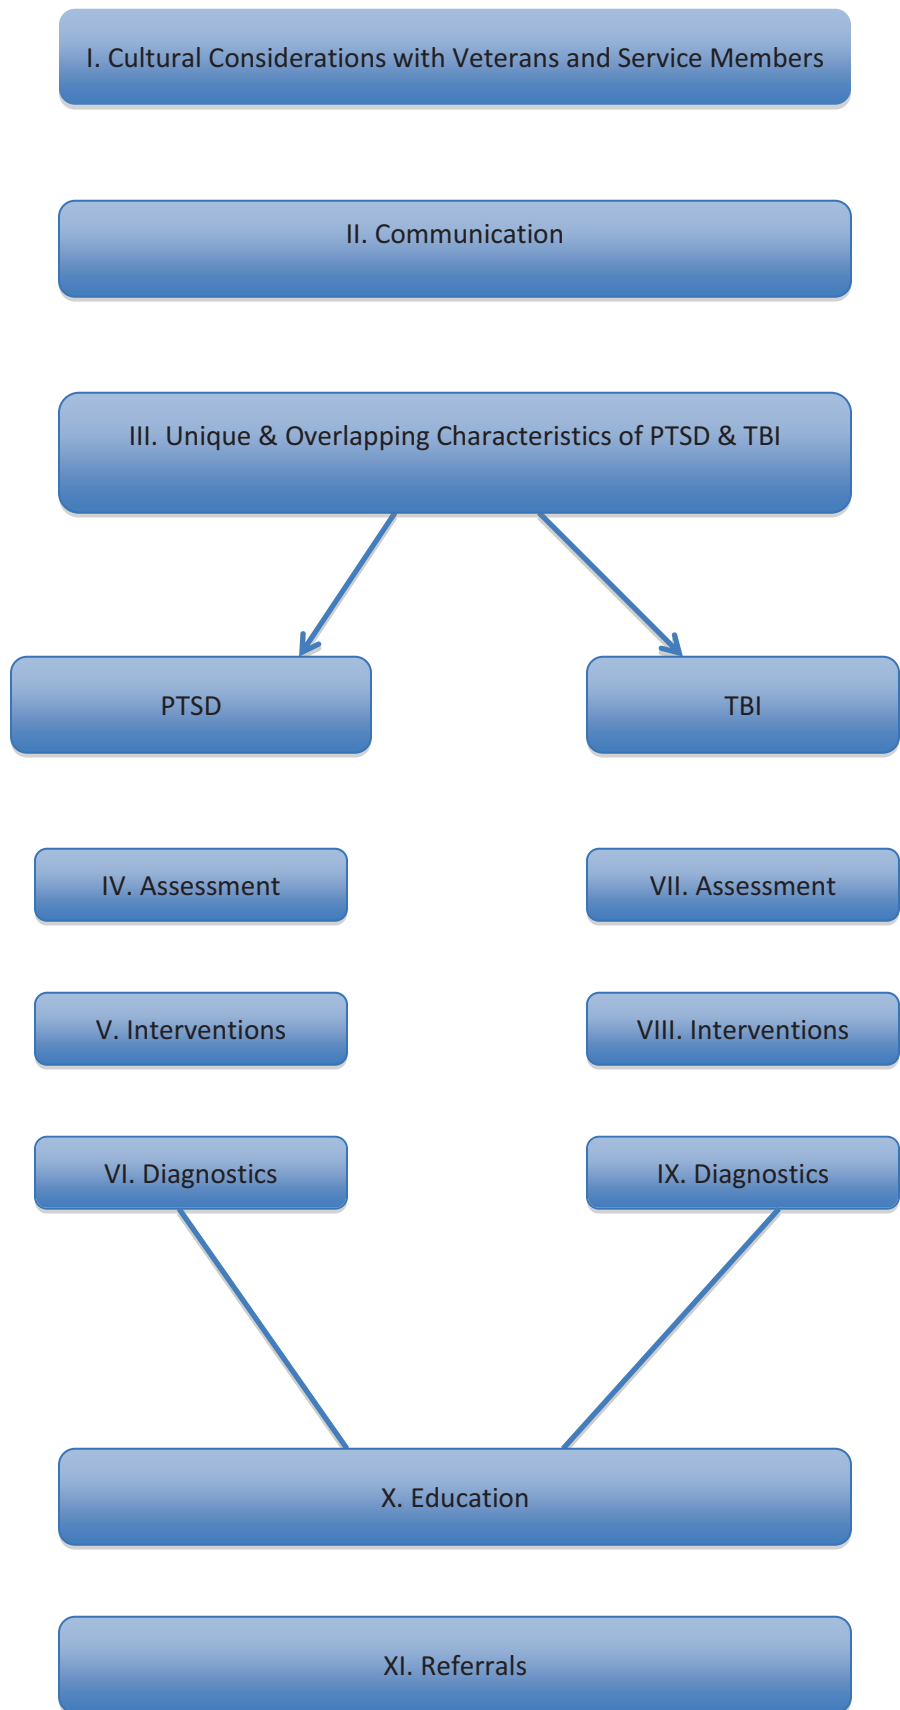 I. Cultural Considerations with Veterans and Service Members
II. Communication
III. Unique & Overlapping Characteristics of PTSD & TBI
PTSD
TBI
IV. Assessment
VII. Assessment
V. Interventions
VIII. Interventions
VI. Diagnostics
IX. Diagnostics
X. Education
XI. Referrals